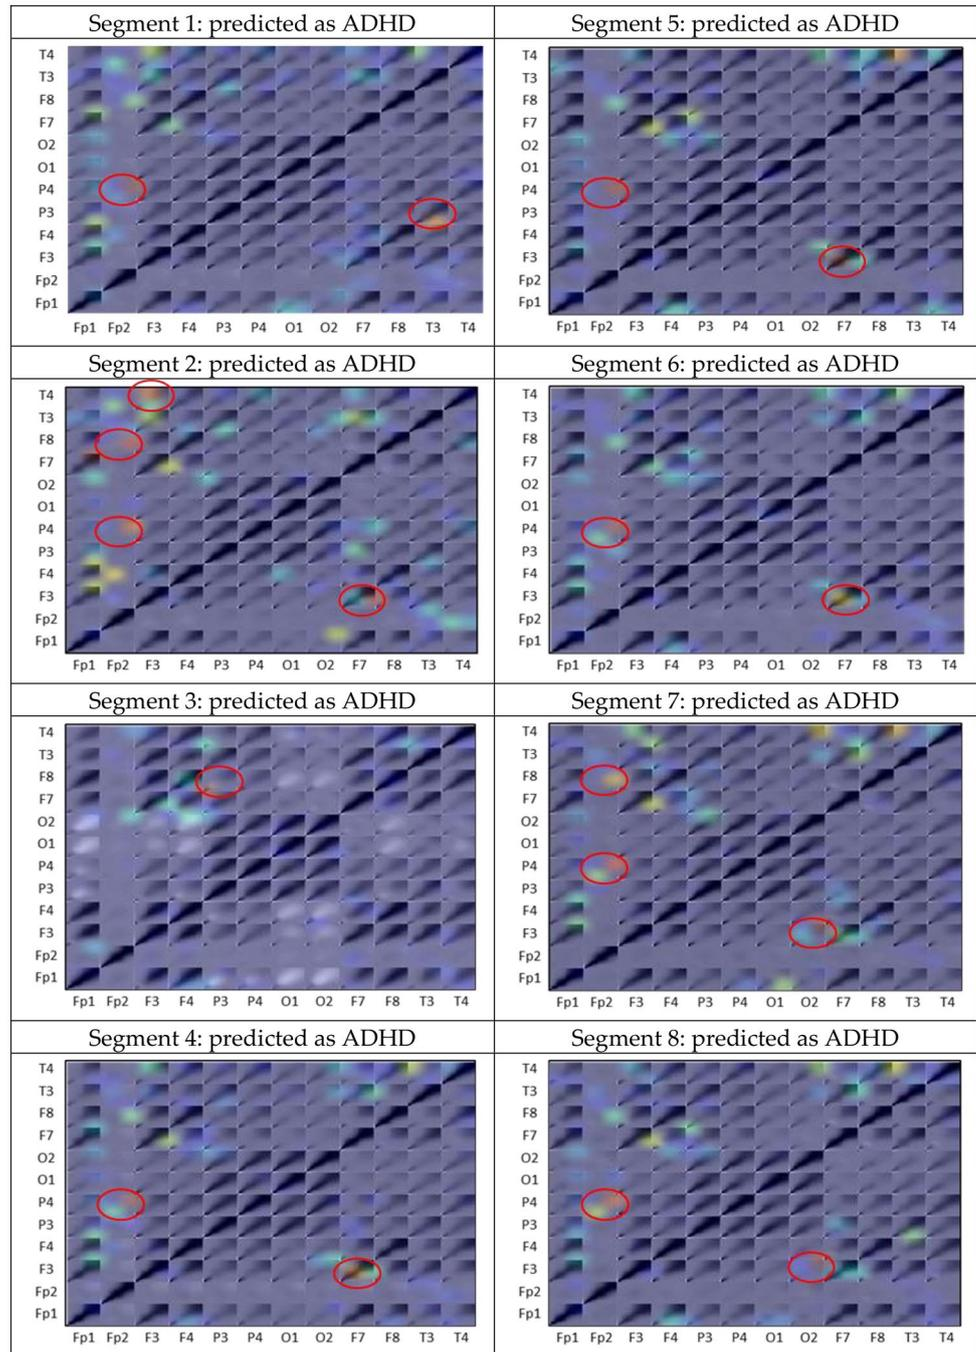 Segment 1: predicted as ADHD
T4
T3
F8
F7
O2
O1
P4
P3
F4
F3
Fp2
Fp1
Fp1 Fp2 F3 F4 P3 P4 O1 O2 F7 F8 T3 T4
Segment 5: predicted as ADHD
T4
T3
F8
F7
O2
O1
P4
P3
F4
F3
Fp2
Fp1
Fp1 Fp2 F3 F4 P3 P4 O1 O2 F7 F8 T3 T4
Segment 2: predicted as ADHD
T4
T3
F8
F7
O2
O1
P4
P3
F4
F3
Fp2
Fp1
Fp1 Fp2 F3 F4 P3 P4 O1 O2 F7 F8 T3 T4
Segment 6: predicted as ADHD
T4
T3
F8
F7
O2
O1
P4
P3
F4
F3
Fp2
Fp1
Fp1 Fp2 F3 F4 P3 P4 O1 O2 F7 F8 T3 T4
Segment 3: predicted as ADHD
T4
T3
F8
F7
O2
O1
P4
P3
F4
F3
Fp2
Fp1
Fp1 Fp2 F3 F4 P3 P4 O1 O2 F7 F8 T3 T4
Segment 7: predicted as ADHD
T4
T3
F8
F7
O2
O1
P4
P3
F4
F3
Fp2
Fp1
Fp1 Fp2 F3 F4 P3 P4 O1 O2 F7 F8 T3 T4
Segment 4: predicted as ADHD
T4
T3
F8
F7
O2
O1
P4
P3
F4
F3
Fp2
Fp1
Fp1 Fp2 F3 F4 P3 P4 O1 O2 F7 F8 T3 T4
Segment 8: predicted as ADHD
T4
T3
F8
F7
O2
O1
P4
P3
F4
F3
Fp2
Fp1
Fp1 Fp2 F3 F4 P3 P4 O1 O2 F7 F8 T3 T4